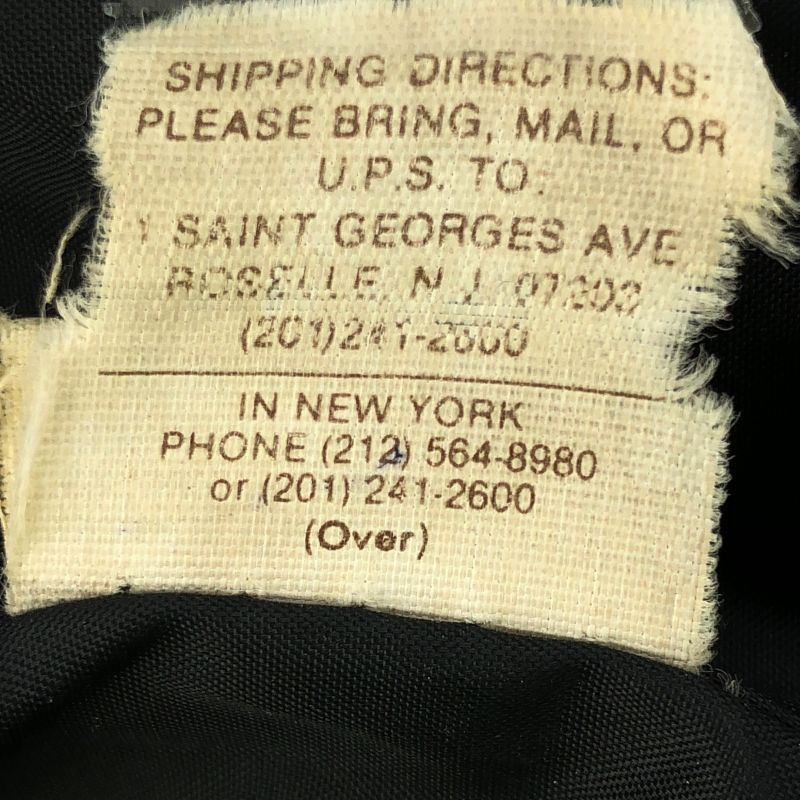 SHIPPING DIRECTIONS:
PLEASE BRING, MAIL, OR
U.P.S. TO:
1 SAINT GEORGES AVE
ROSELLE, N.J. 07203
(201) 241-2600
IN NEW YORK
PHONE (212) 564-8980
or (201) 241-2600
(Over)